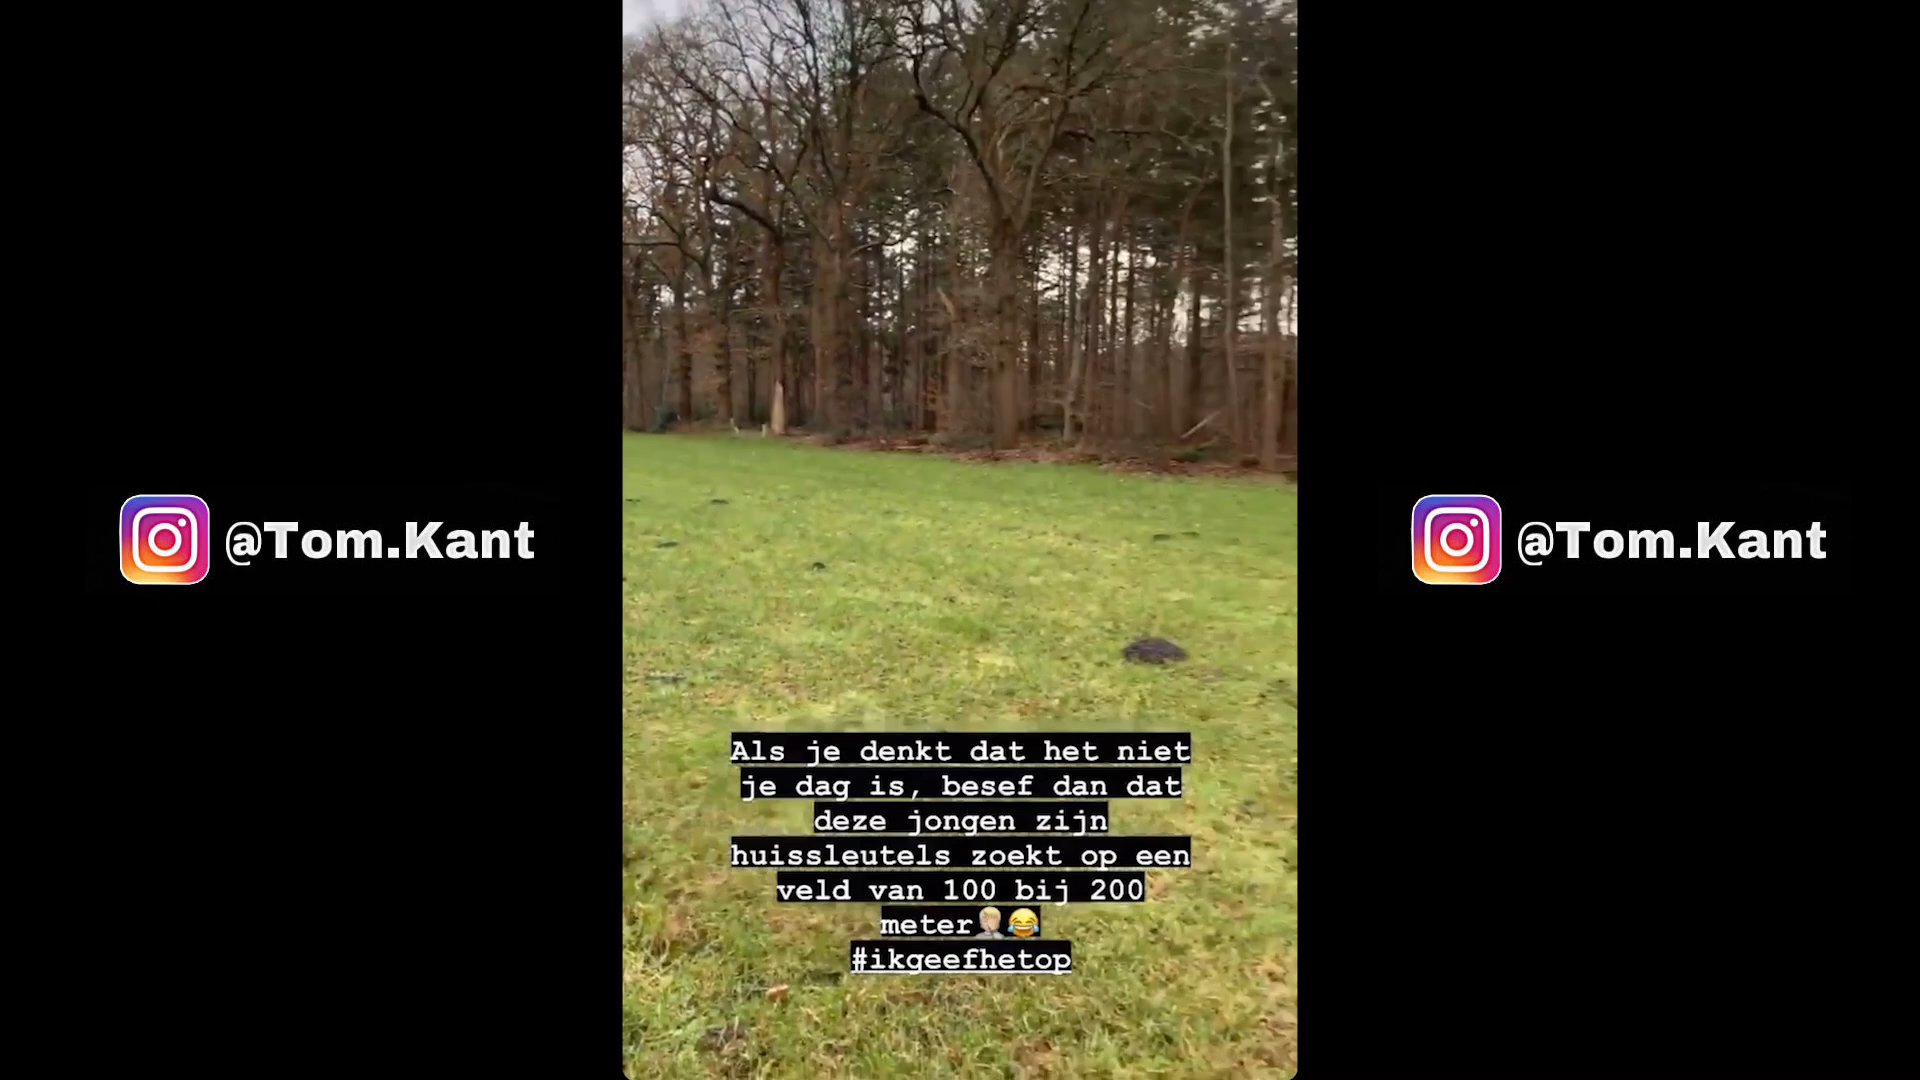 @Tom.Kant
Als je denkt dat het niet
je dag is, besef dan dat
deze jongen zijn
huissleutels zoekt op een
veld van 100 bij 200
meter🤦🏼😂
#ikgeefhetop
@Tom.Kant